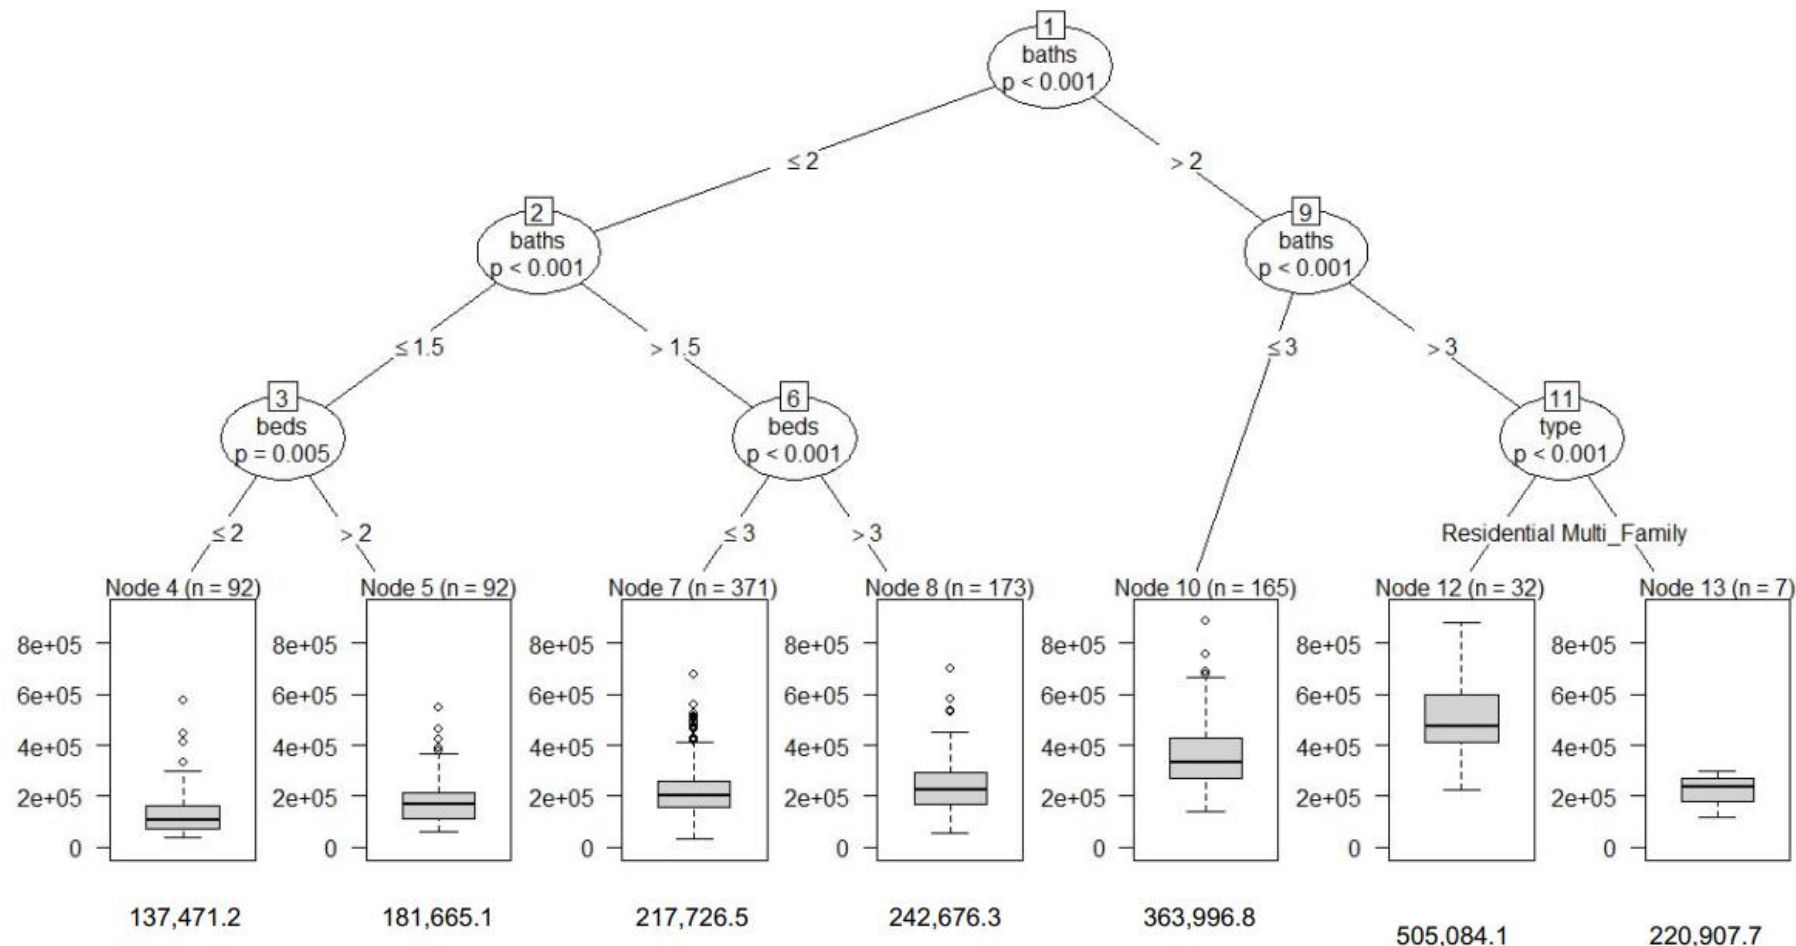 1
baths
p < 0.001
≤ 2
> 2
2
baths
p < 0.001
9
baths
p < 0.001
≤ 1.5
> 1.5
≤ 3
> 3
3
beds
p = 0.005
6
beds
p < 0.001
11
type
p < 0.001
≤ 2
> 2
≤ 3
> 3
Residential Multi_Family
Node 4 (n = 92)
Node 5 (n = 92)
Node 7 (n = 371)
Node 8 (n = 173)
Node 10 (n = 165)
Node 12 (n = 32)
Node 13 (n = 7)
8e+05
6e+05
4e+05
2e+05
0
8e+05
6e+05
4e+05
2e+05
0
8e+05
6e+05
4e+05
2e+05
0
8e+05
6e+05
4e+05
2e+05
0
8e+05
6e+05
4e+05
2e+05
0
8e+05
6e+05
4e+05
2e+05
0
8e+05
6e+05
4e+05
2e+05
0
137,471.2
181,665.1
217,726.5
242,676.3
363,996.8
505,084.1
220,907.7